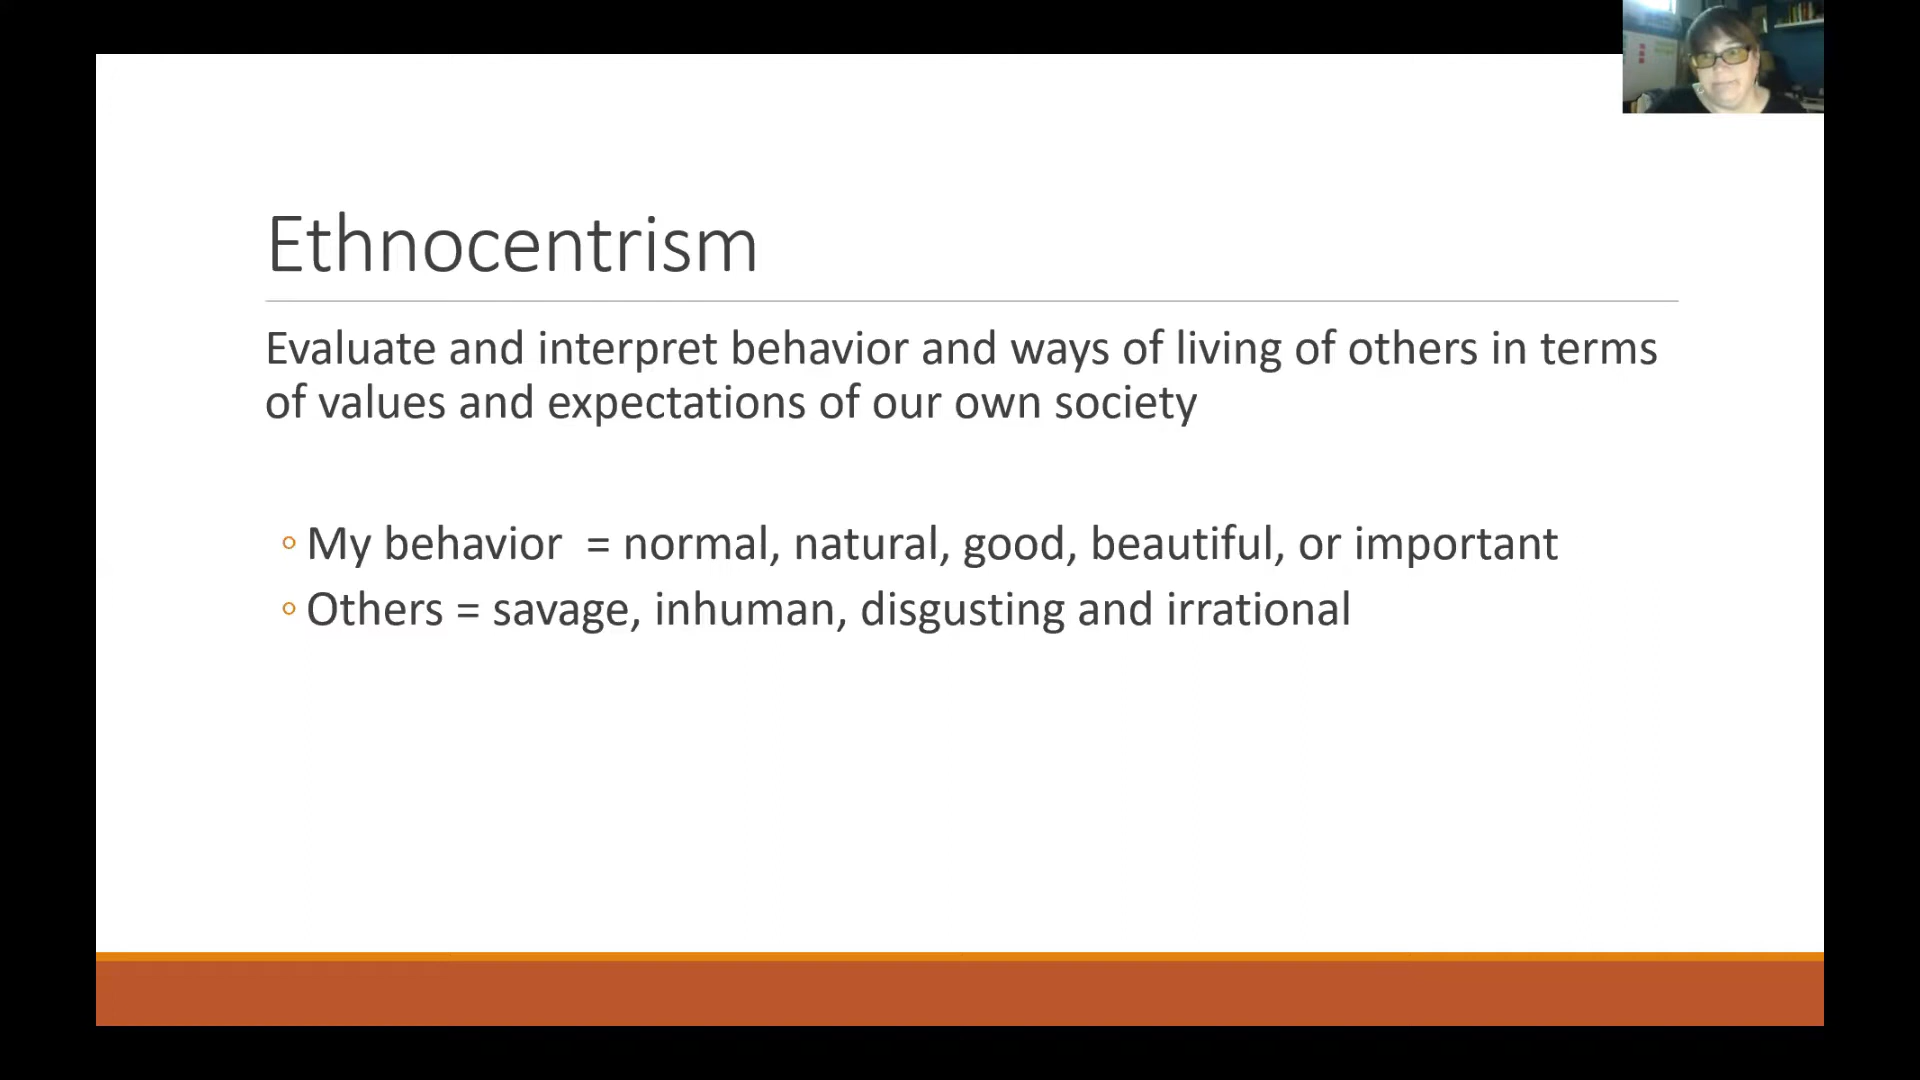 Ethnocentrism
Evaluate and interpret behavior and ways of living of others in terms
of values and expectations of our own society
◦ My behavior  = normal, natural, good, beautiful, or important
◦ Others = savage, inhuman, disgusting and irrational